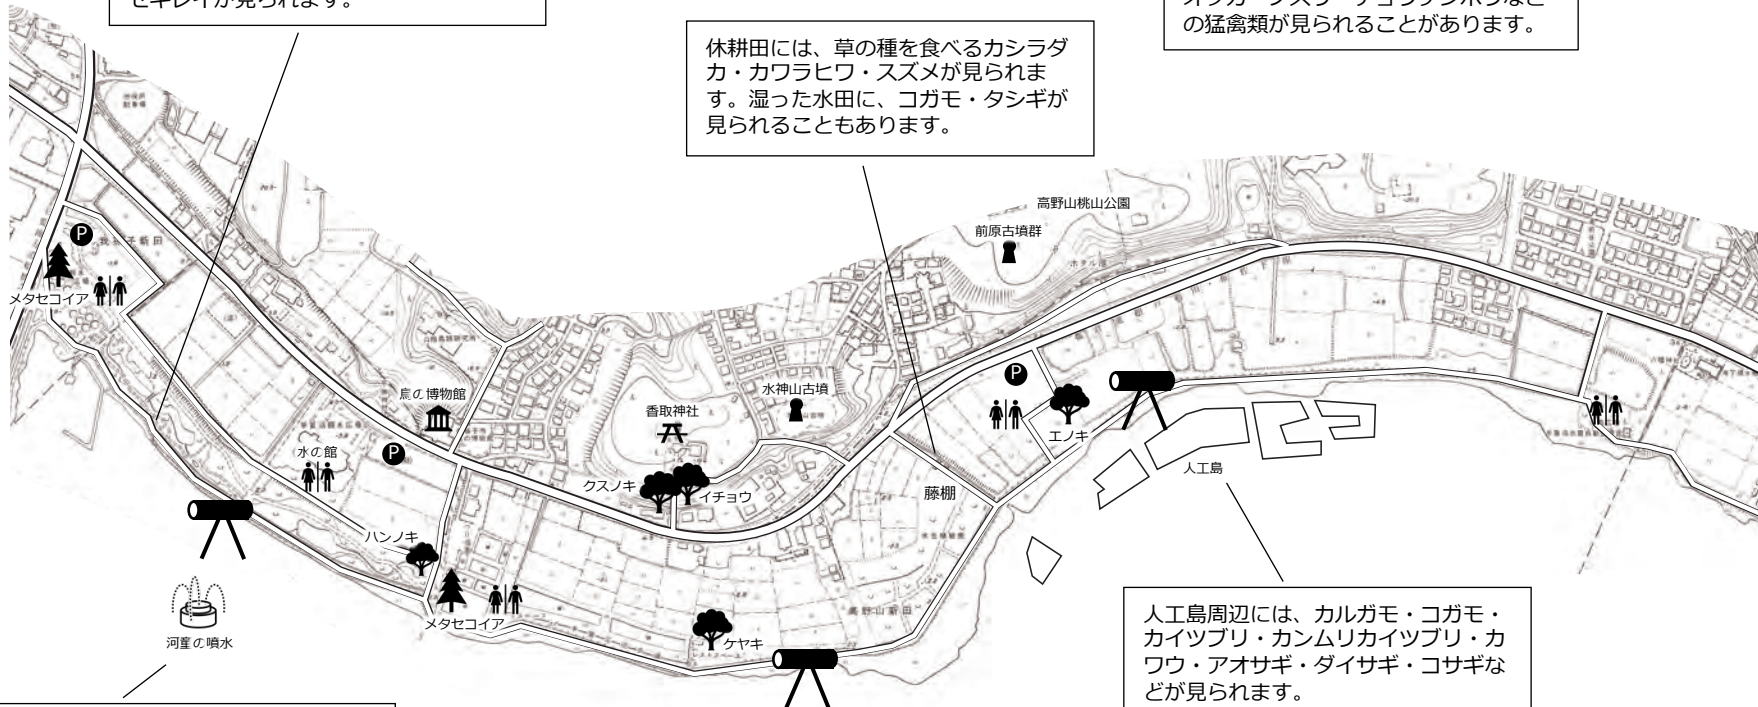 セキレイが見られます。
オオタカ・ノスリ・チョウゲンボウなど
の猛禽類が見られることがあります。
休耕田には、草の種を食べるカシラダ
カ・カワラヒワ・スズメが見られま
す。湿った水田に、コガモ・タシギが
見られることもあります。
高野山桃山公園
前原古墳群
P
我孫子新田
メタセコイア
鳥の博物館
水神山古墳
香取神社
P
エノキ
水の館
P
人工島
クスノキ
イチョウ
藤棚
ハンノキ
高野山新田
メタセコイア
ケヤキ
河童の噴水
人工島周辺には、カルガモ・コガモ・
カイツブリ・カンムリカイツブリ・カ
ワウ・アオサギ・ダイサギ・コサギな
どが見られます。